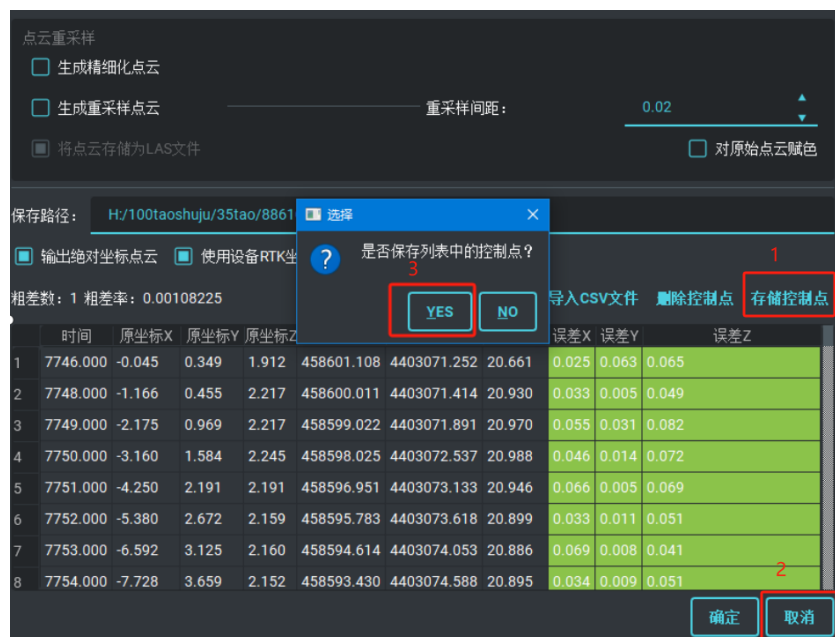 点云重采样
生成精细化点云
生成重采样点云 重采样间距： 0.02
将点云存储为LAS文件 对原始点云赋色
保存路径： H:/100taoshuju/35tao/8861
选择
是否保存列表中的控制点？
3
YES NO
输出绝对坐标点云 使用设备RTK坐
1
粗差数：1 粗差率：0.00108225 导入CSV文件 删除控制点 存储控制点
时间 原坐标X 原坐标Y 原坐标Z 误差X 误差Y 误差Z
1 7746.000 -0.045 0.349 1.912 458601.108 4403071.252 20.661 0.025 0.063 0.065
2 7748.000 -1.166 0.455 2.217 458600.011 4403071.414 20.930 0.033 0.005 0.049
3 7749.000 -2.175 0.969 2.217 458599.022 4403071.891 20.970 0.055 0.031 0.082
4 7750.000 -3.160 1.584 2.245 458598.025 4403072.537 20.988 0.046 0.014 0.072
5 7751.000 -4.250 2.191 2.191 458596.951 4403073.133 20.946 0.066 0.005 0.069
6 7752.000 -5.380 2.672 2.159 458595.783 4403073.618 20.899 0.033 0.011 0.051
7 7753.000 -6.592 3.125 2.160 458594.614 4403074.053 20.886 0.069 0.008 0.041
8 7754.000 -7.728 3.659 2.152 458593.430 4403074.588 20.895 0.034 0.009 0.051
2
确定 取消